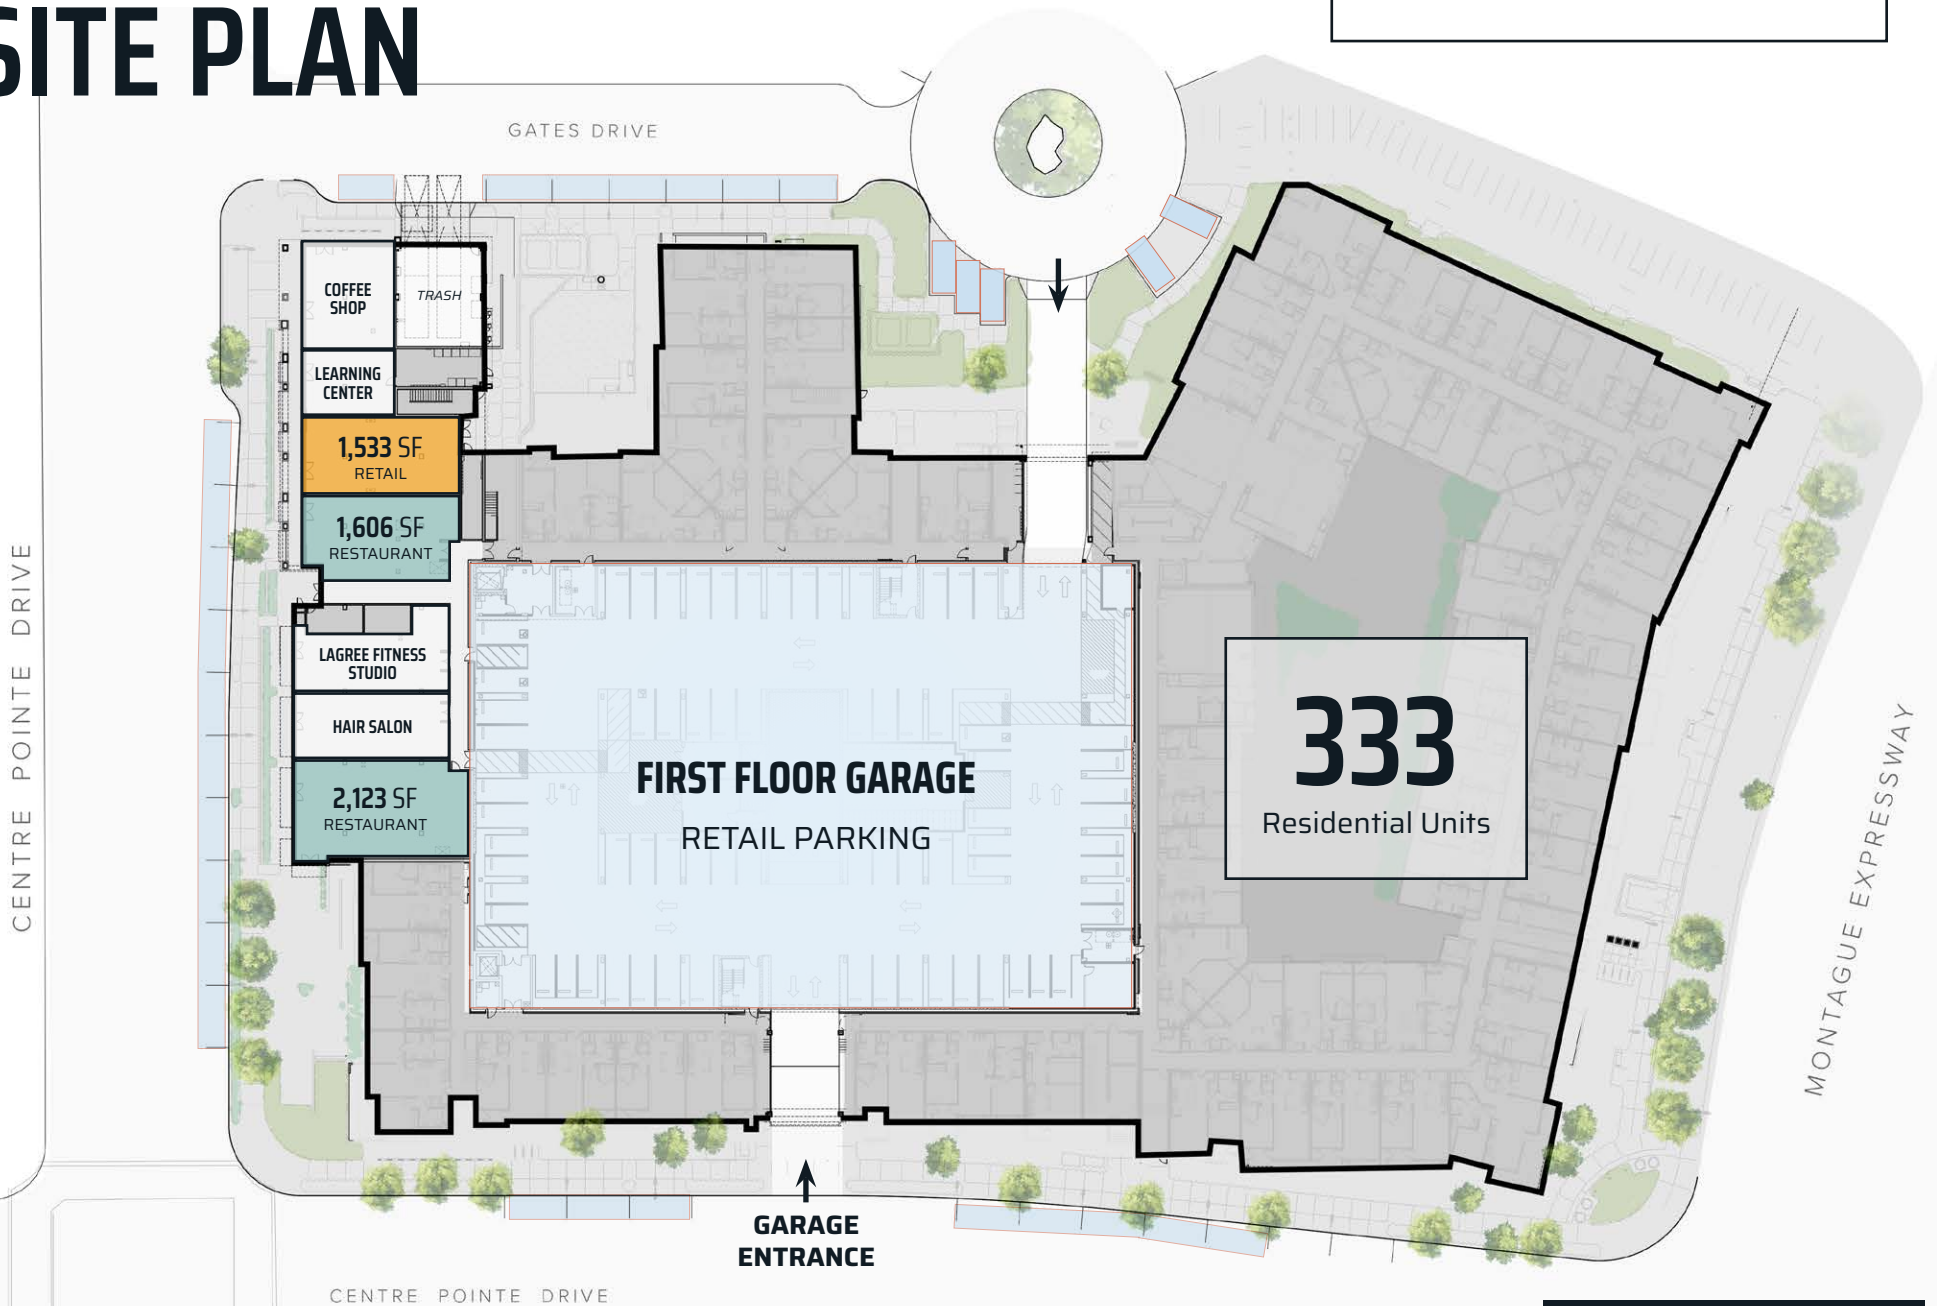 SITE PLAN
GATES DRIVE
COFFEE
SHOP
TRASH
LEARNING
CENTER
1,533 SF
RETAIL
1,606 SF
RESTAURANT
LAGREE FITNESS
STUDIO
HAIR SALON
2,123 SF
RESTAURANT
FIRST FLOOR GARAGE
RETAIL PARKING
333
Residential Units
CENTRE POINTE DRIVE
MONTAGUE EXPRESSWAY
GARAGE
ENTRANCE
CENTRE POINTE DRIVE